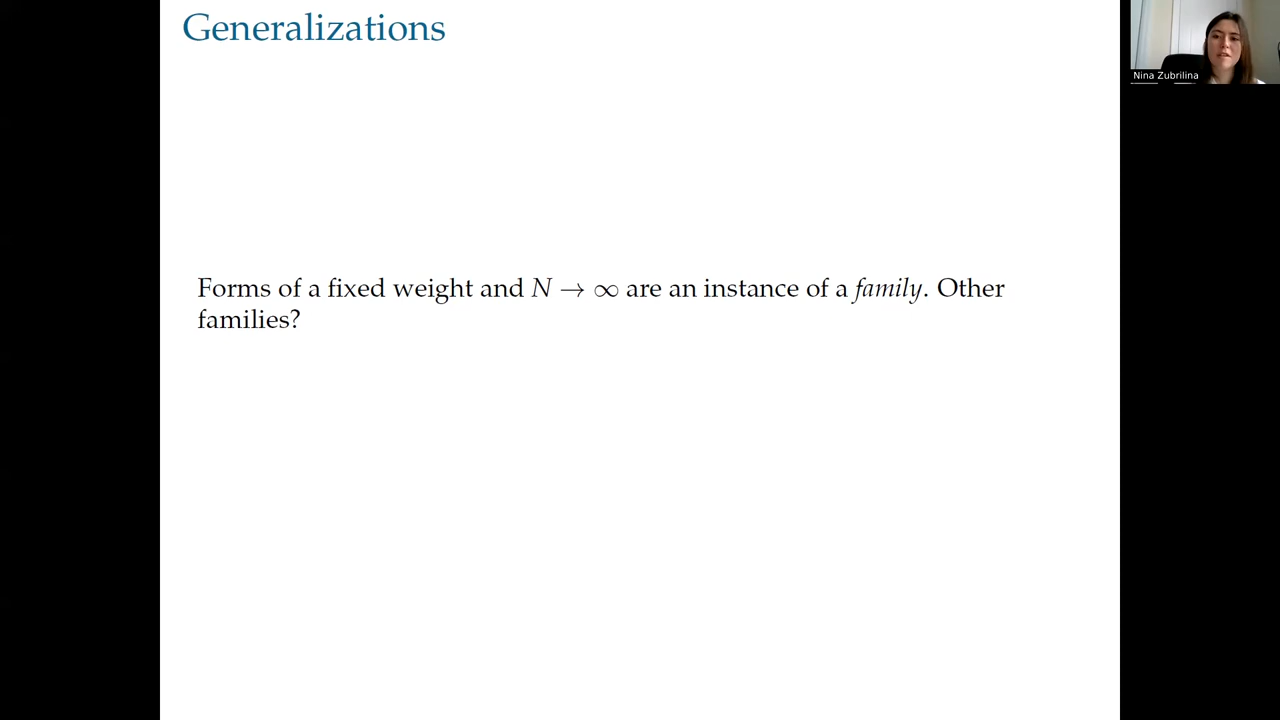 Generalizations
Nina Zubrilina
Forms of a fixed weight and N → ∞ are an instance of a family. Other
families?